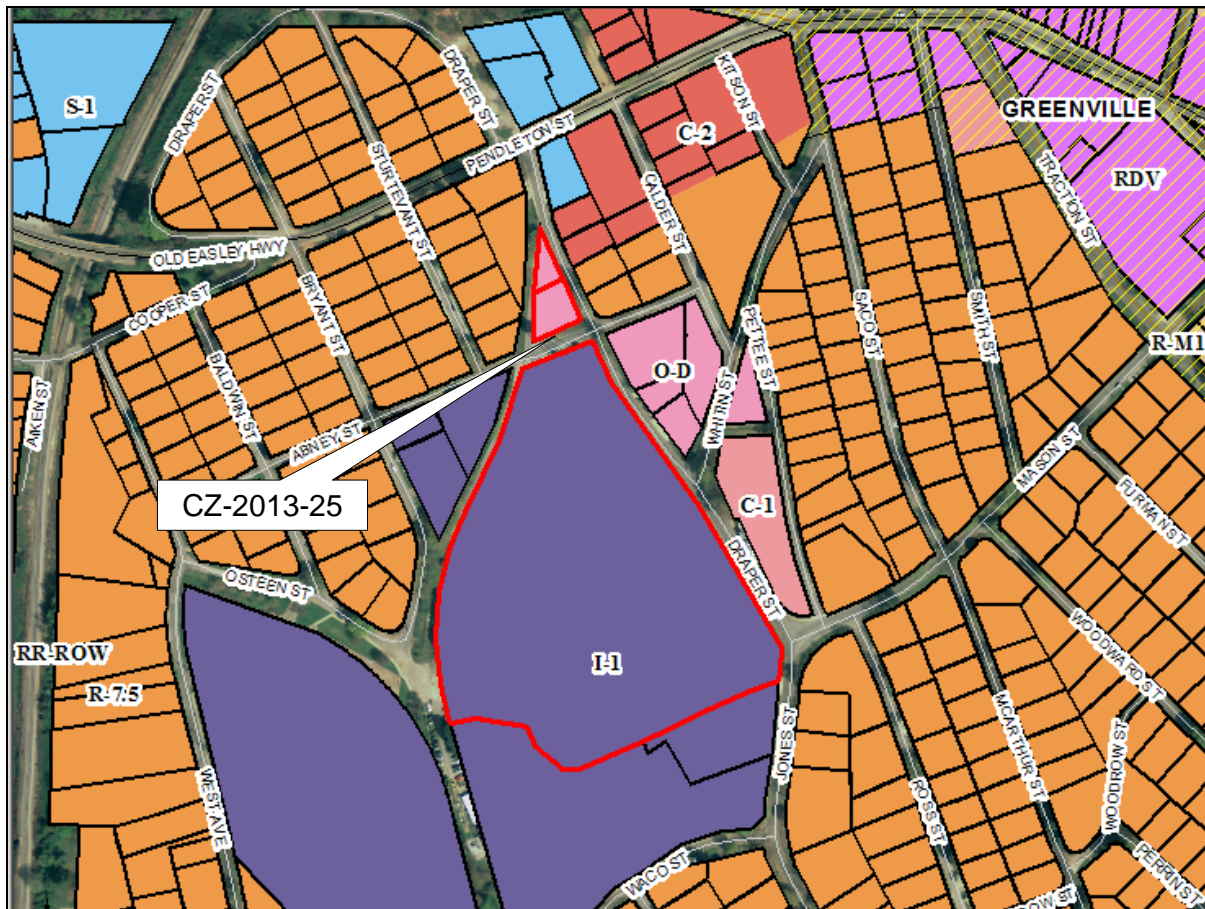 S-1
DRAPER ST
DRAPER ST
KITSON ST
GREENVILLE
C-2
PENDLETON ST
STURTEVANT ST
RDV
TRACTION ST
CALDER ST
OLD EASLEY HWY
BRYANT ST
COOPER ST
SACO ST
SMITH ST
PETTEE ST
R-M1
BALDWIN ST
O-D
WHITIN ST
AIKEN ST
ABNEY ST
MASON ST
CZ-2013-25
C-1
FURMAN ST
DRAPER ST
OSTEEN ST
WOODWARD ST
RR-ROW
I-1
R-7.5
MCARTHUR ST
JONES ST
WOODROW ST
WEST AVE
ROSS ST
WACO ST
PERRIN ST
OW ST